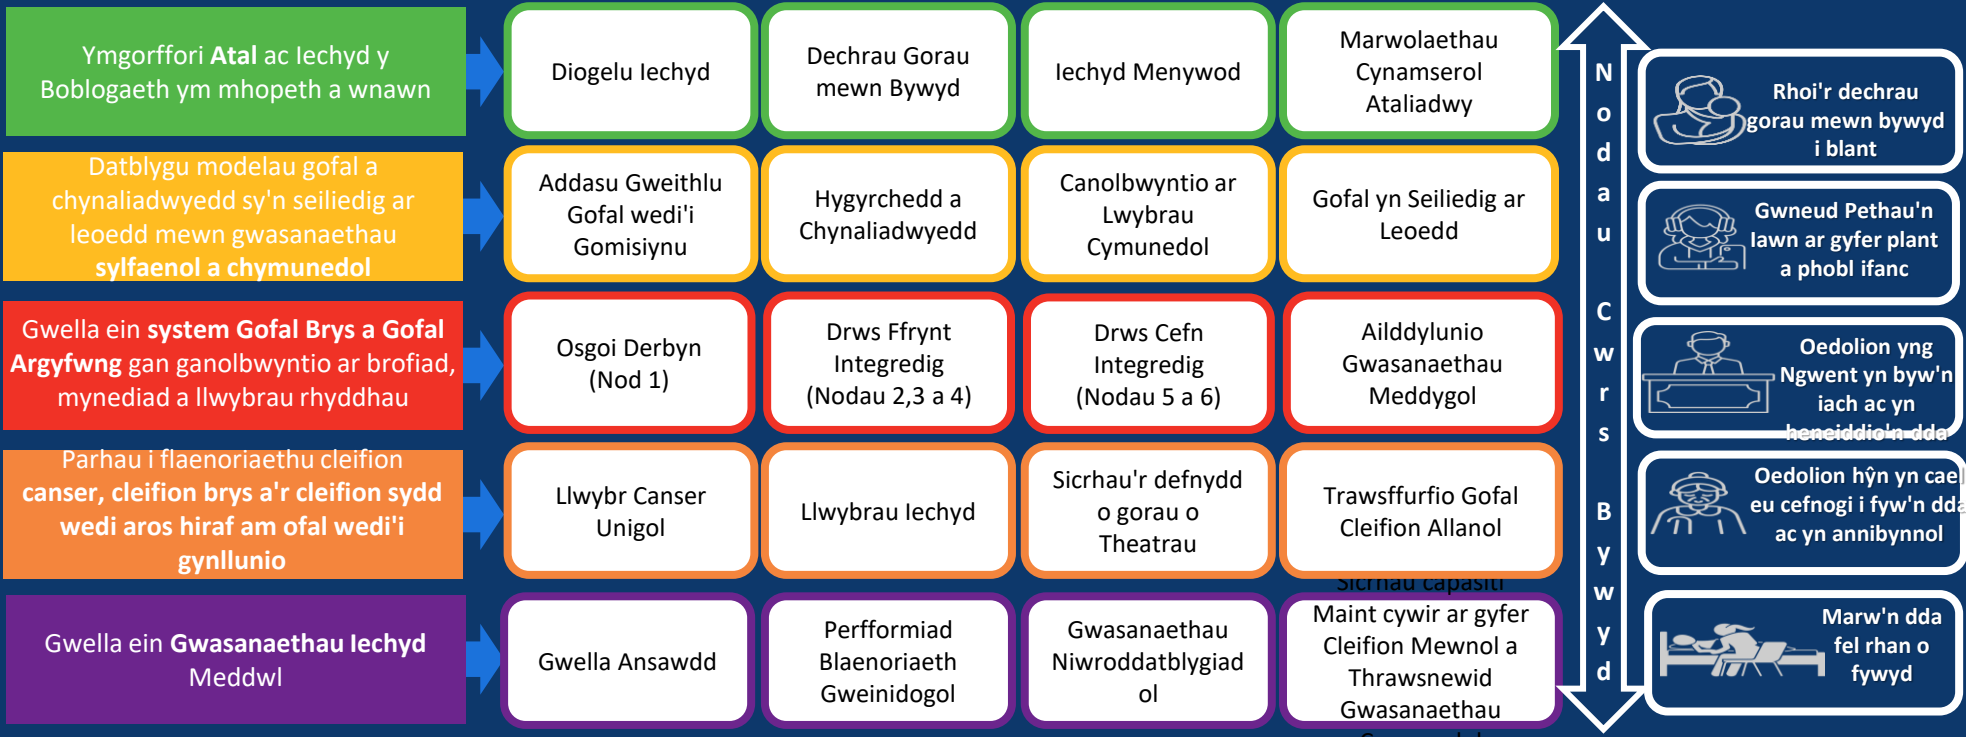 Ymgorffori Atal ac Iechyd y
Boblogaeth ym mhopeth a wnawn
Diogelu Iechyd
Dechrau Gorau
mewn Bywyd
Iechyd Menywod
Marwolaethau
Cynamserol
Ataliadwy
Datblygu modelau gofal a
chynaliadwyedd sy'n seiliedig ar
leoedd mewn gwasanaethau
sylfaenol a chymunedol
Addasu Gweithlu
Gofal wedi'i
Gomisiynu
Hygyrchedd a
Chynaliadwyedd
Canolbwyntio ar
Lwybrau
Cymunedol
Gofal yn Seiliedig ar
Leoedd
Gwella ein system Gofal Brys a Gofal
Argyfwng gan ganolbwyntio ar brofiad,
mynediad a llwybrau rhyddhau
Osgoi Derbyn
(Nod 1)
Drws Ffrynt
Integredig
(Nodau 2,3 a 4)
Drws Cefn
Integredig
(Nodau 5 a 6)
Ailddylunio
Gwasanaethau
Meddygol
Parhau i flaenoriaethu cleifion
canser, cleifion brys a'r cleifion sydd
wedi aros hiraf am ofal wedi'i
gynllunio
Llwybr Canser
Unigol
Llwybrau Iechyd
Sicrhau'r defnydd
o gorau o
Theatrau
Trawsffurfio Gofal
Cleifion Allanol
Gwella ein Gwasanaethau Iechyd
Meddwl
Gwella Ansawdd
Perfformiad
Blaenoriaeth
Gweinidogol
Gwasanaethau
Niwroddatblygiad
ol
Sicrhau capasiti
Maint cywir ar gyfer
Cleifion Mewnol a
Thrawsnewid
Gwasanaethau
Nodau Cwrs Bywyd
Rhoi'r dechrau
gorau mewn bywyd
i blant
Gwneud Pethau'n
Iawn ar gyfer plant
a phobl ifanc
Oedolion yng
Ngwent yn byw'n
iach ac yn
heneiddio'n dda
Oedolion hŷn yn cael
eu cefnogi i fyw'n dda
ac yn annibynnol
Marw'n dda
fel rhan o
fywyd